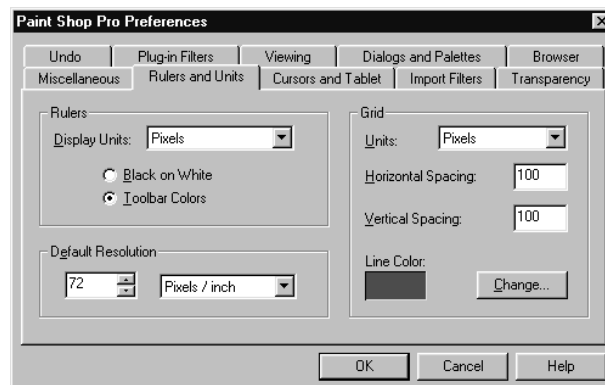 Paint Shop Pro Preferences
Undo Plug-in Filters Viewing Dialogs and Palettes Browser
Miscellaneous Rulers and Units Cursors and Tablet Import Filters Transparency
Rulers
Display Units: Pixels
Black on White
Toolbar Colors
Default Resolution
72 Pixels / inch
Grid
Units: Pixels
Horizontal Spacing: 100
Vertical Spacing: 100
Line Color:
Change...
OK Cancel Help